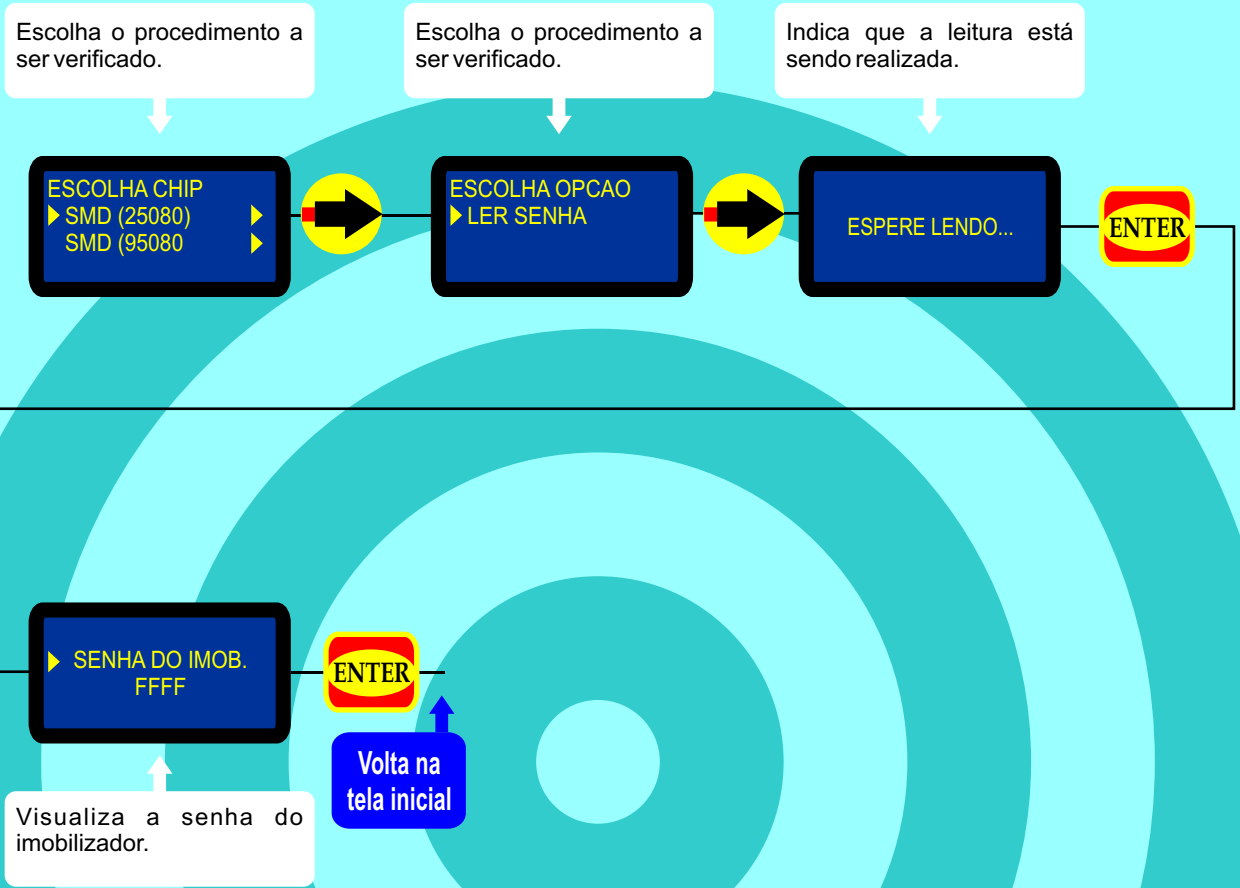 Escolha o procedimento a
ser verificado.
Escolha o procedimento a
ser verificado.
Indica que a leitura está
sendo realizada.
ESCOLHA CHIP
SMD (25080)
SMD (95080
ESCOLHA OPCAO
LER SENHA
ESPERE LENDO...
ENTER
SENHA DO IMOB.
FFFF
ENTER
Volta na
tela inicial
Visualiza a senha do
imobilizador.